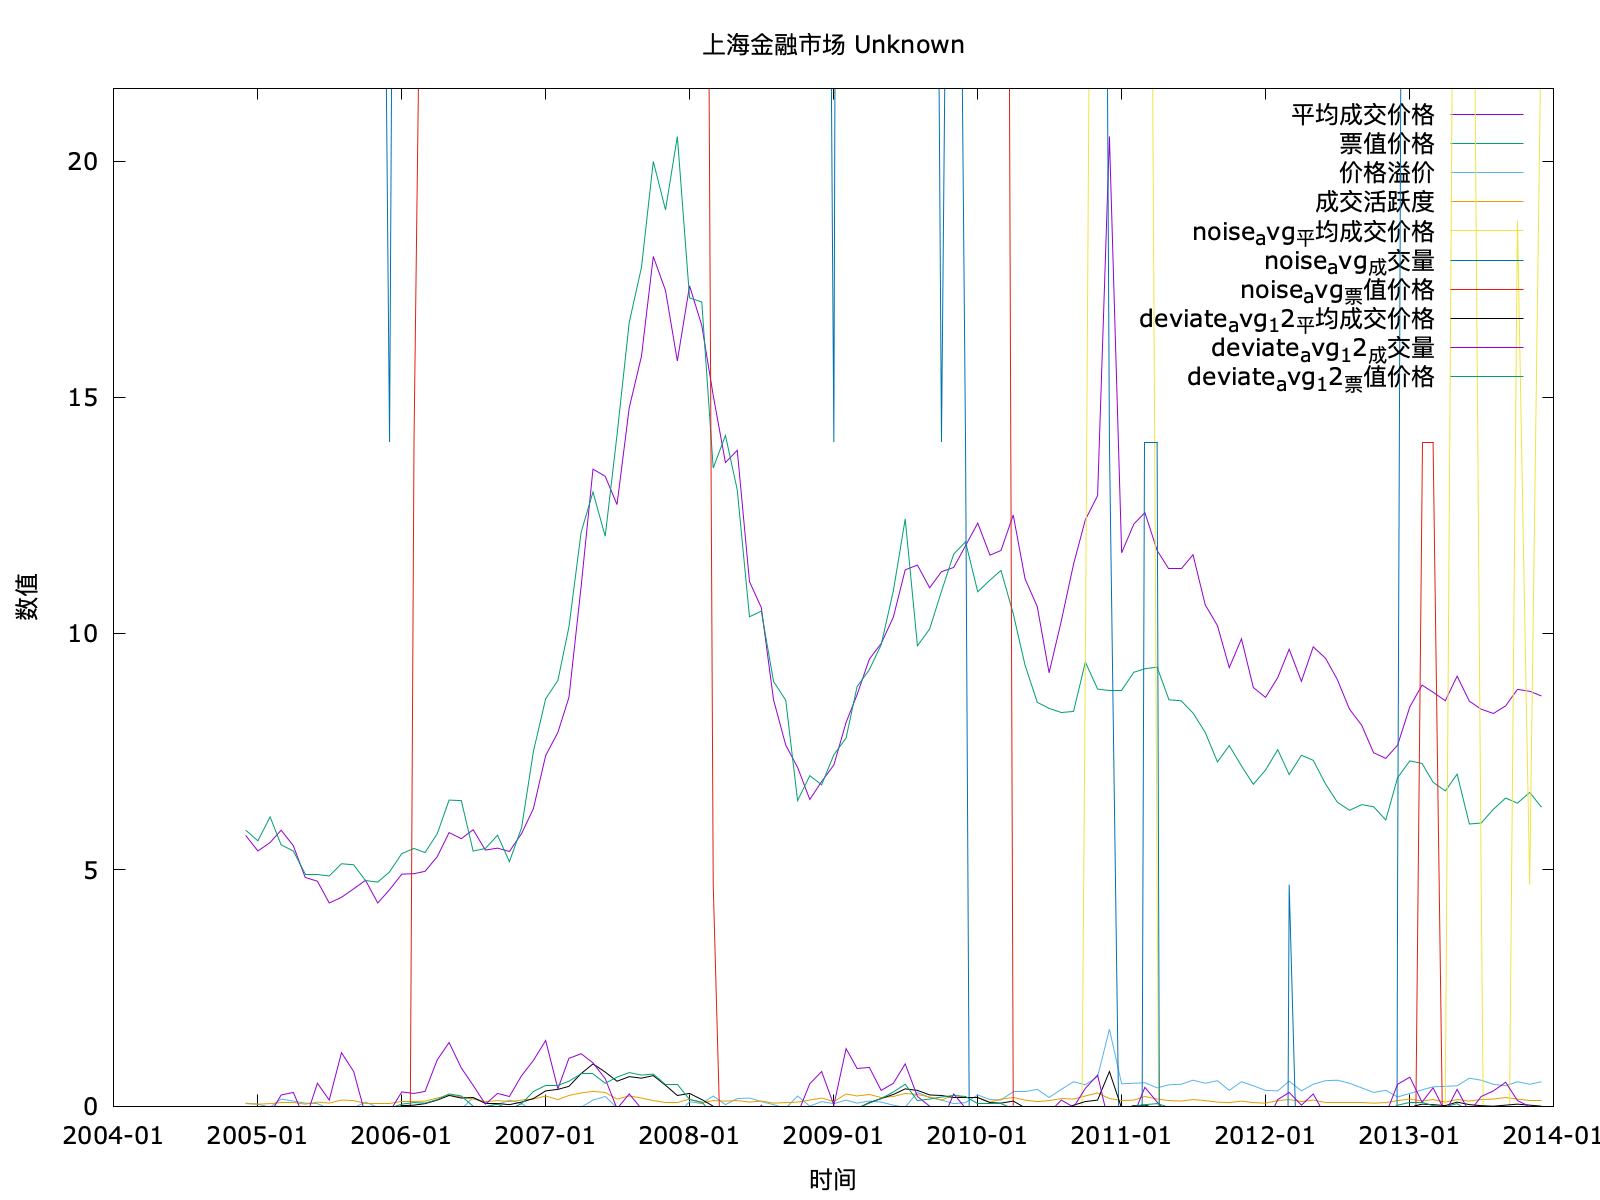 上海金融市场 Unknown
平均成交价格
票值价格
价格溢价
成交活跃度
noiseavg平均成交价格
noiseavg成交量
noiseavg票值价格
deviateavg12平均成交价格
deviateavg12成交量
deviateavg12票值价格
20
15
10
5
0
数值
2004-01 2005-01 2006-01 2007-01 2008-01 2009-01 2010-01 2011-01 2012-01 2013-01 2014-01
时间